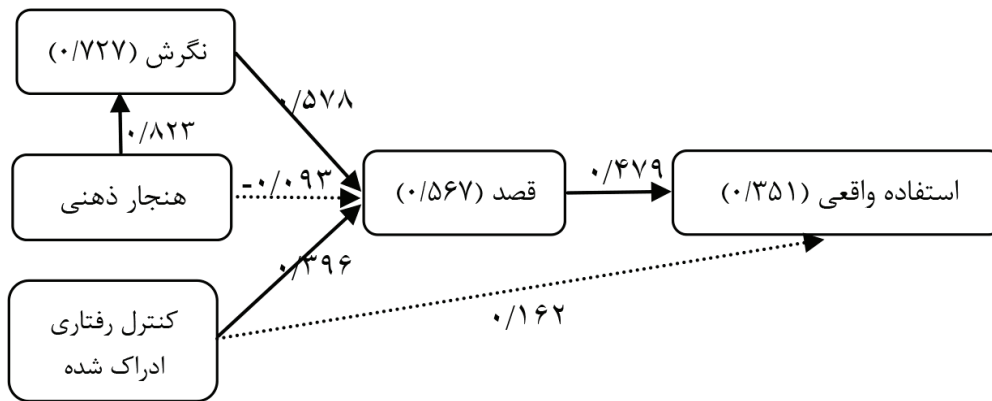 نگرش (۰/۷۲۷)
۰/۵۷۸
۰/۸۲۳
هنجار ذهنی
-۰/۰۹۳
قصد (۰/۵۶۷)
۰/۴۷۹
استفاده واقعی (۰/۳۵۱)
۰/۳۹۶
۰/۱۶۲
کنترل رفتاری
ادراک شده